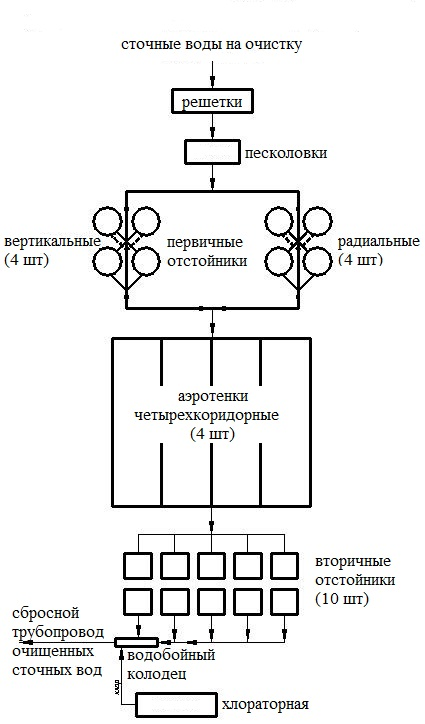 сточные воды на очистку
решетки
песколовки
вертикальные
(4 шт)
первичные
отстойники
радиальные
(4 шт)
аэротенки
четырехкоридорные
(4 шт)
вторичные
отстойники
(10 шт)
сбросной
трубопровод
очищенных
сточных вод
водобойный
колодец
хлор
хлораторная